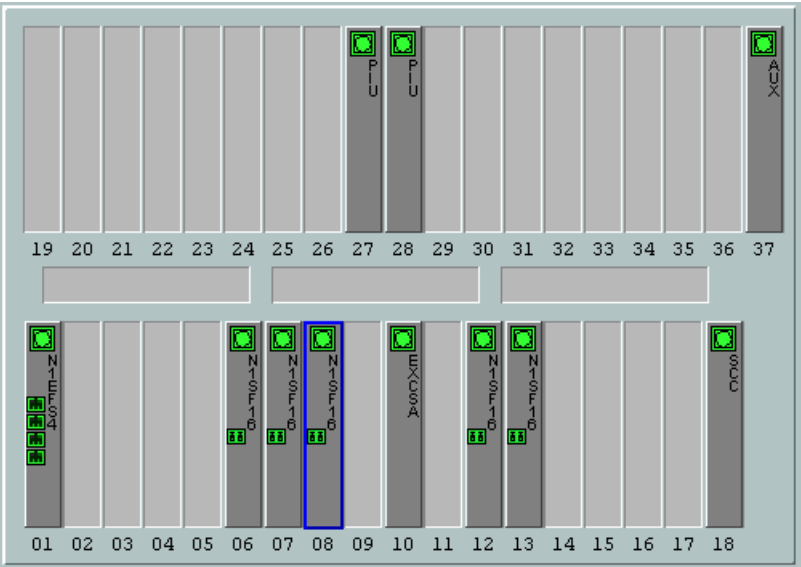 PIU PIU AUX
19 20 21 22 23 24 25 26 27 28 29 30 31 32 33 34 35 36 37
N1EFS4 N1SF16 N1SF16 N1SF16 EXCSA N1SF16 N1SF16 SCC
01 02 03 04 05 06 07 08 09 10 11 12 13 14 15 16 17 18